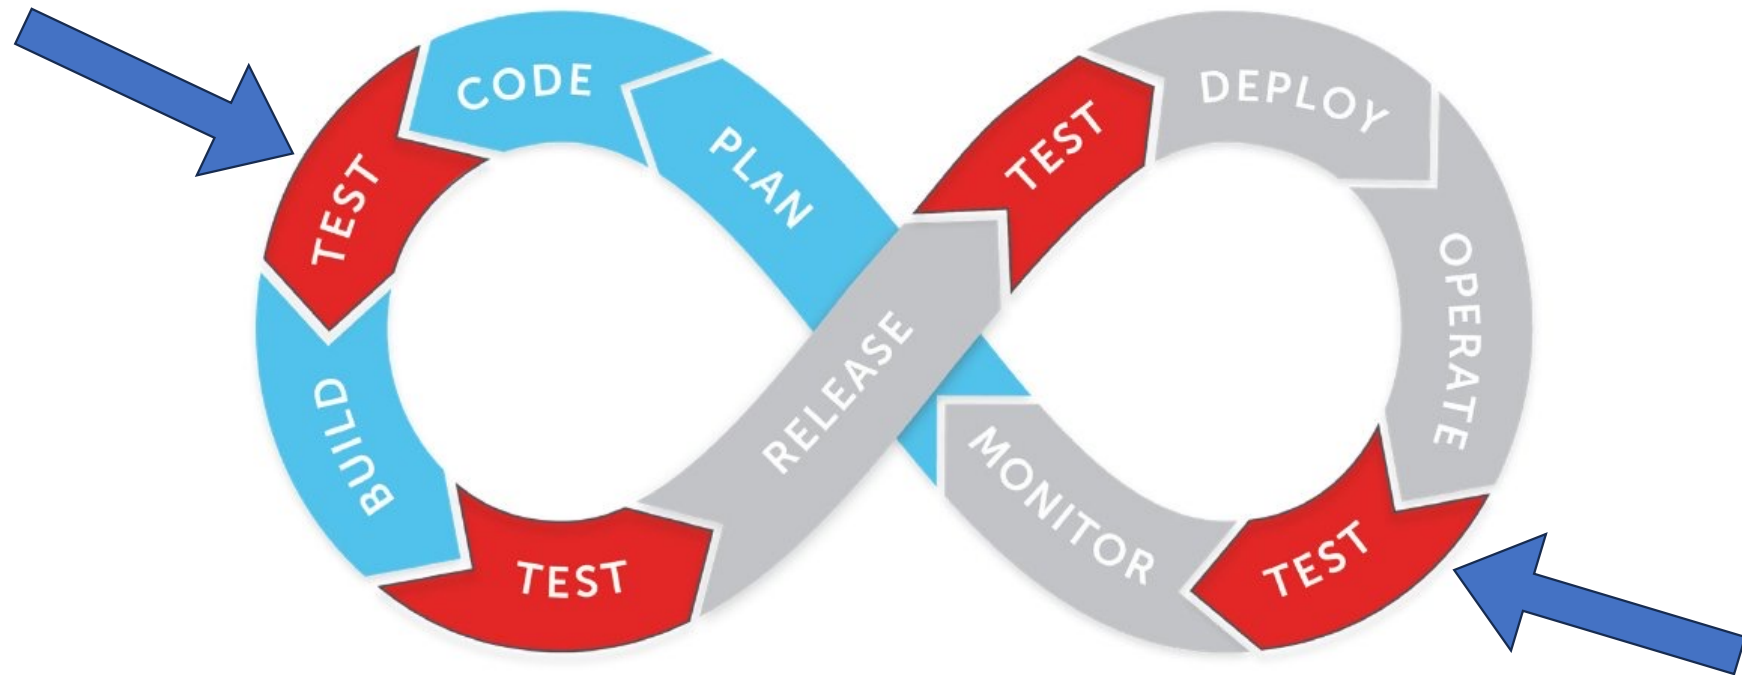 CODE
PLAN
TEST
BUILD
TEST
RELEASE
TEST
DEPLOY
OPERATE
TEST
MONITOR